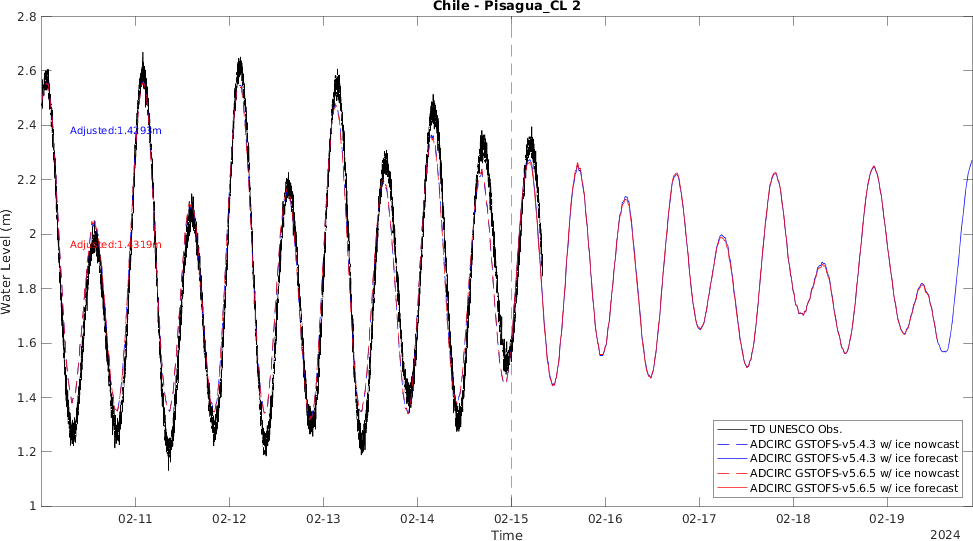 Chile - Pisagua_CL 2
2.8
2.6
2.4
2.2
2
1.8
1.6
1.4
1.2
1
Water Level (m)
Adjusted:1.4293m
Adjusted:1.4319m
TD UNESCO Obs.
ADCIRC GSTOFS-v5.4.3 w/ ice nowcast
ADCIRC GSTOFS-v5.4.3 w/ ice forecast
ADCIRC GSTOFS-v5.6.5 w/ ice nowcast
ADCIRC GSTOFS-v5.6.5 w/ ice forecast
02-11 02-12 02-13 02-14 02-15 02-16 02-17 02-18 02-19
Time
2024